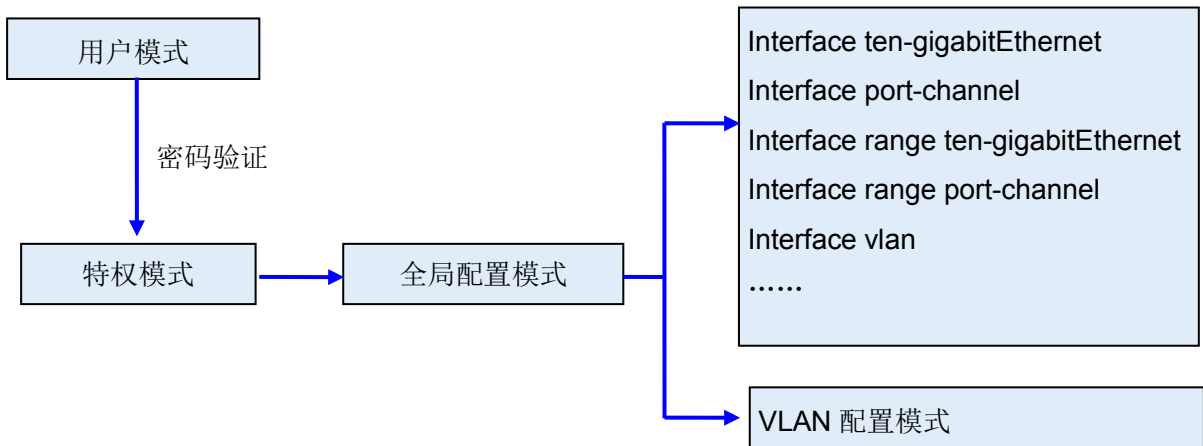 用户模式
密码验证
特权模式
全局配置模式
Interface ten-gigabitEthernet
Interface port-channel
Interface range ten-gigabitEthernet
Interface range port-channel
Interface vlan
……
VLAN 配置模式